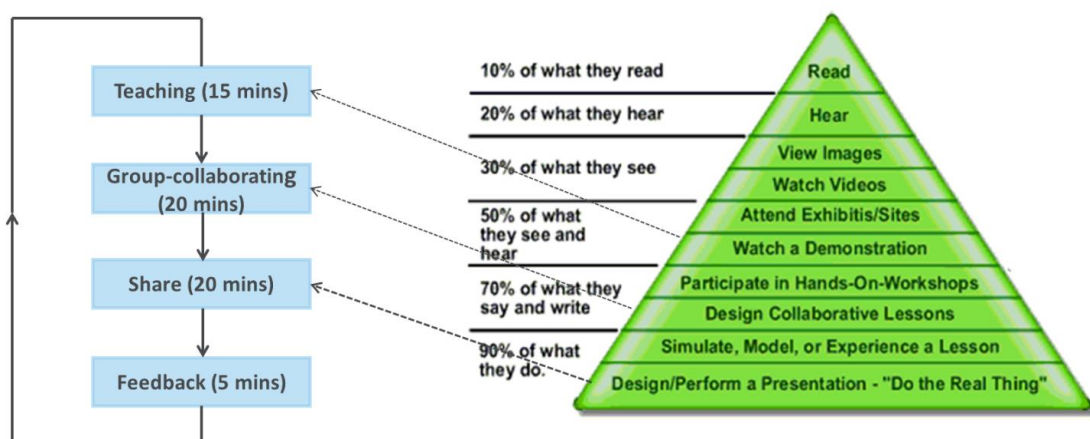 Teaching (15 mins)
Group-collaborating
(20 mins)
Share (20 mins)
Feedback (5 mins)
10% of what they read
20% of what they hear
30% of what they see
50% of what
they see and
hear
70% of what they
say and write
90% of what
they do.
Read
Hear
View Images
Watch Videos
Attend Exhibitis/Sites
Watch a Demonstration
Participate in Hands-On-Workshops
Design Collaborative Lessons
Simulate, Model, or Experience a Lesson
Design/Perform a Presentation - "Do the Real Thing"